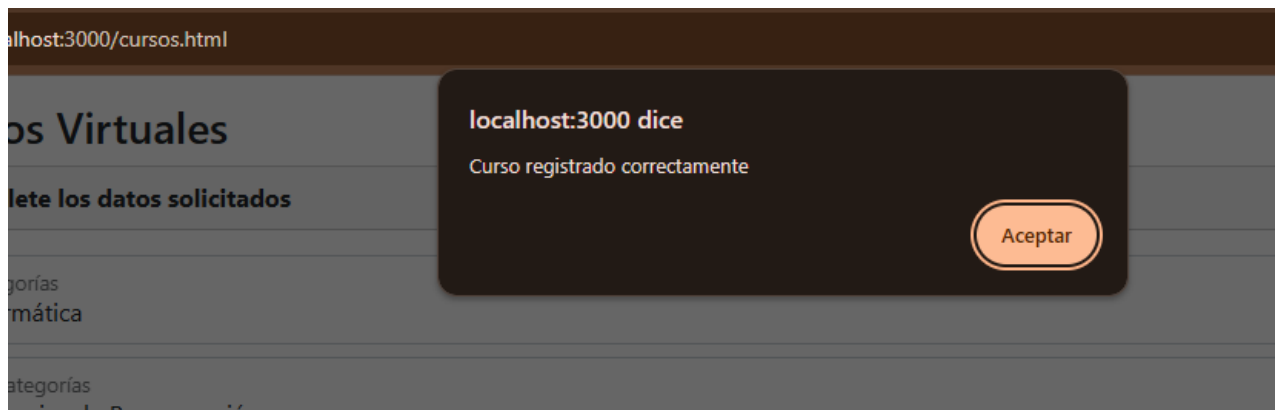 alhost:3000/cursos.html
os Virtuales
localhost:3000 dice
Curso registrado correctamente
lete los datos solicitados
Aceptar
gorías
rmática
ategorías